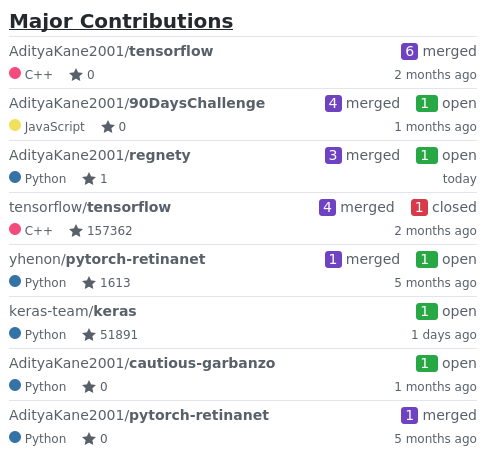 Major Contributions
AdityaKane2001/tensorflow 6 merged
C++ 0 2 months ago
AdityaKane2001/90DaysChallenge 4 merged 1 open
JavaScript 0 1 months ago
AdityaKane2001/regnety 3 merged 1 open
Python 1 today
tensorflow/tensorflow 4 merged 1 closed
C++ 157362 2 months ago
yhenon/pytorch-retinanet 1 merged 1 open
Python 1613 5 months ago
keras-team/keras 1 open
Python 51891 1 days ago
AdityaKane2001/cautious-garbanzo 1 open
Python 0 1 months ago
AdityaKane2001/pytorch-retinanet 1 merged
Python 0 5 months ago